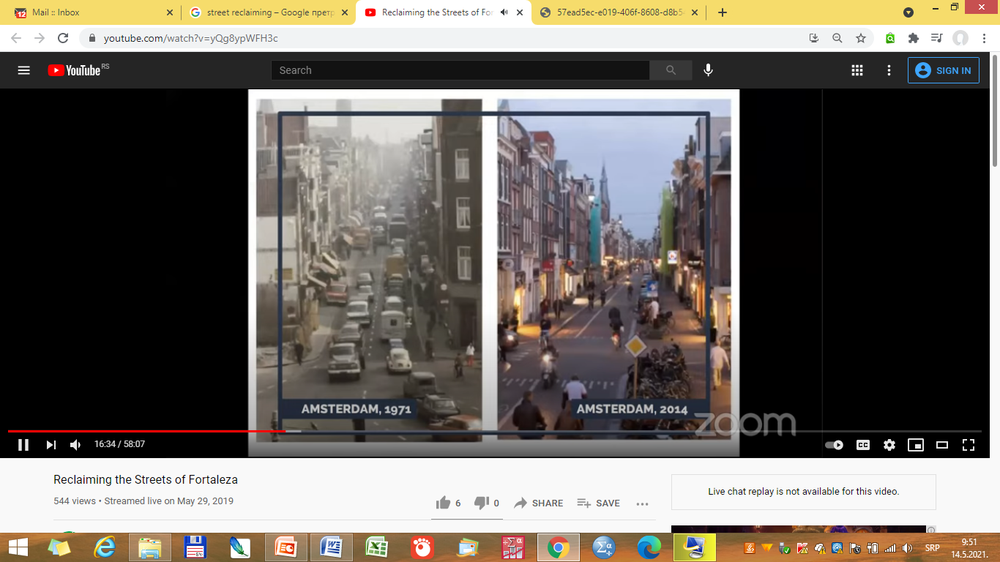 12
Mail :: Inbox
street reclaiming – Google прет
Reclaiming the Streets of For
57ead5ec-e019-406f-8608-d8b5
youtube.com/watch?v=yQg8ypWFH3c
YouTube RS
Search
SIGN IN
AMSTERDAM, 1971
AMSTERDAM, 2014
zoom
16:34 / 58:07
CC
Reclaiming the Streets of Fortaleza
544 views • Streamed live on May 29, 2019
6
0
SHARE
SAVE
Live chat replay is not available for this video.
SRP
9:51
14.5.2021.